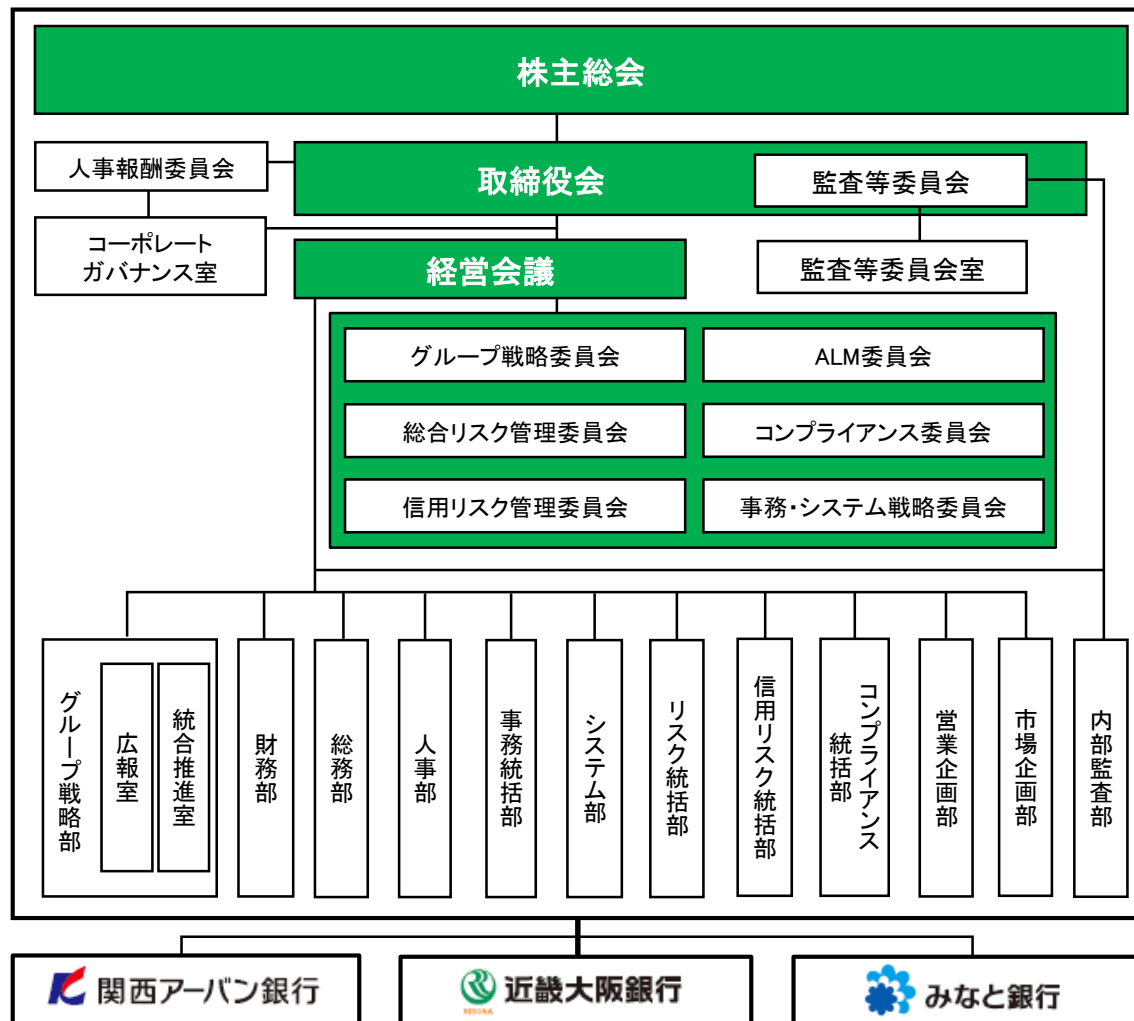 株主総会
人事報酬委員会
取締役会
監査等委員会
コーポレート
ガバナンス室
経営会議
監査等委員会室
グループ戦略委員会
ALM委員会
総合リスク管理委員会
コンプライアンス委員会
信用リスク管理委員会
事務・システム戦略委員会
グループ戦略部
広報室
統合推進室
財務部
総務部
人事部
事務統括部
システム部
リスク統括部
信用リスク統括部
コンプライアンス
統括部
営業企画部
市場企画部
内部監査部
関西アーバン銀行
RESONA
近畿大阪銀行
みなと銀行